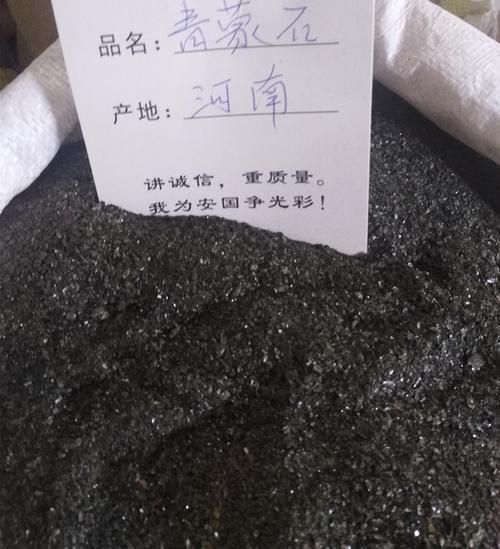 品名：青蒙石
产地：河南
讲诚信，重质量。
我为安国争光彩！